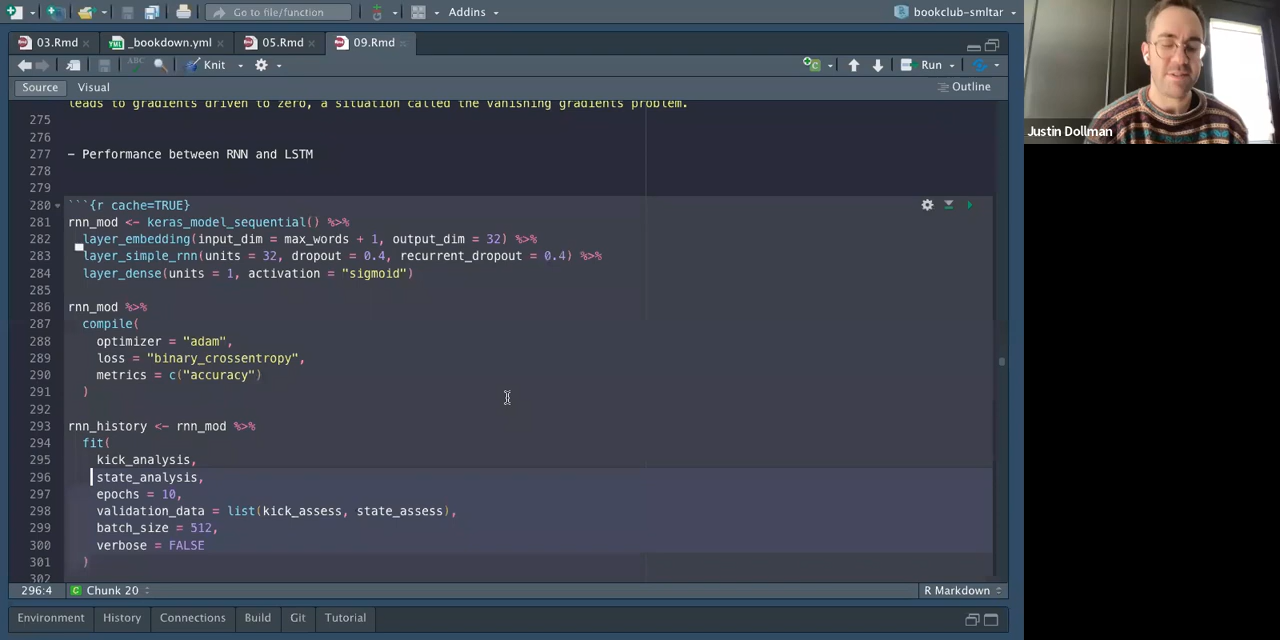 Go to file/function
Addins
bookclub-smltar
03.Rmd
_bookdown.yml
05.Rmd
09.Rmd
ABC
Knit
Run
Source
Visual
Outline
leads to gradients driven to zero, a situation called the vanishing gradients problem.
275
276
277 - Performance between RNN and LSTM
278
279
280 ```{r cache=TRUE}
281 rnn_mod <- keras_model_sequential() %>%
282 layer_embedding(input_dim = max_words + 1, output_dim = 32) %>%
283 layer_simple_rnn(units = 32, dropout = 0.4, recurrent_dropout = 0.4) %>%
284 layer_dense(units = 1, activation = "sigmoid")
285
286 rnn_mod %>%
287 compile(
288 optimizer = "adam",
289 loss = "binary_crossentropy",
290 metrics = c("accuracy")
291 )
292
293 rnn_history <- rnn_mod %>%
294 fit(
295 kick_analysis,
296 state_analysis,
297 epochs = 10,
298 validation_data = list(kick_assess, state_assess),
299 batch_size = 512,
300 verbose = FALSE
301 )
302
296:4
C Chunk 20
R Markdown
Environment
History
Connections
Build
Git
Tutorial
Justin Dollman